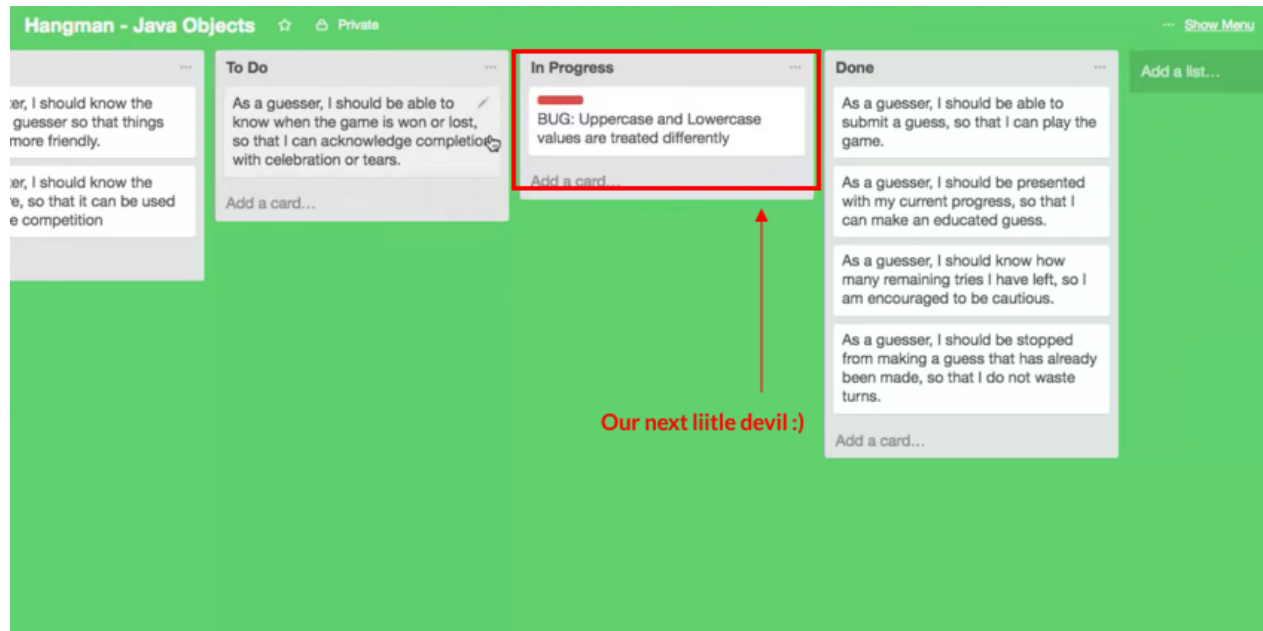 Hangman - Java Objects
Private
Show Menu
er, I should know the
guesser so that things
more friendly.
er, I should know the
e, so that it can be used
e competition
To Do
As a guesser, I should be able to
know when the game is won or lost,
so that I can acknowledge completion
with celebration or tears.
Add a card...
In Progress
BUG: Uppercase and Lowercase
values are treated differently
Add a card...
Our next liitle devil :)
Done
As a guesser, I should be able to
submit a guess, so that I can play the
game.
As a guesser, I should be presented
with my current progress, so that I
can make an educated guess.
As a guesser, I should know how
many remaining tries I have left, so I
am encouraged to be cautious.
As a guesser, I should be stopped
from making a guess that has already
been made, so that I do not waste
turns.
Add a card...
Add a list...